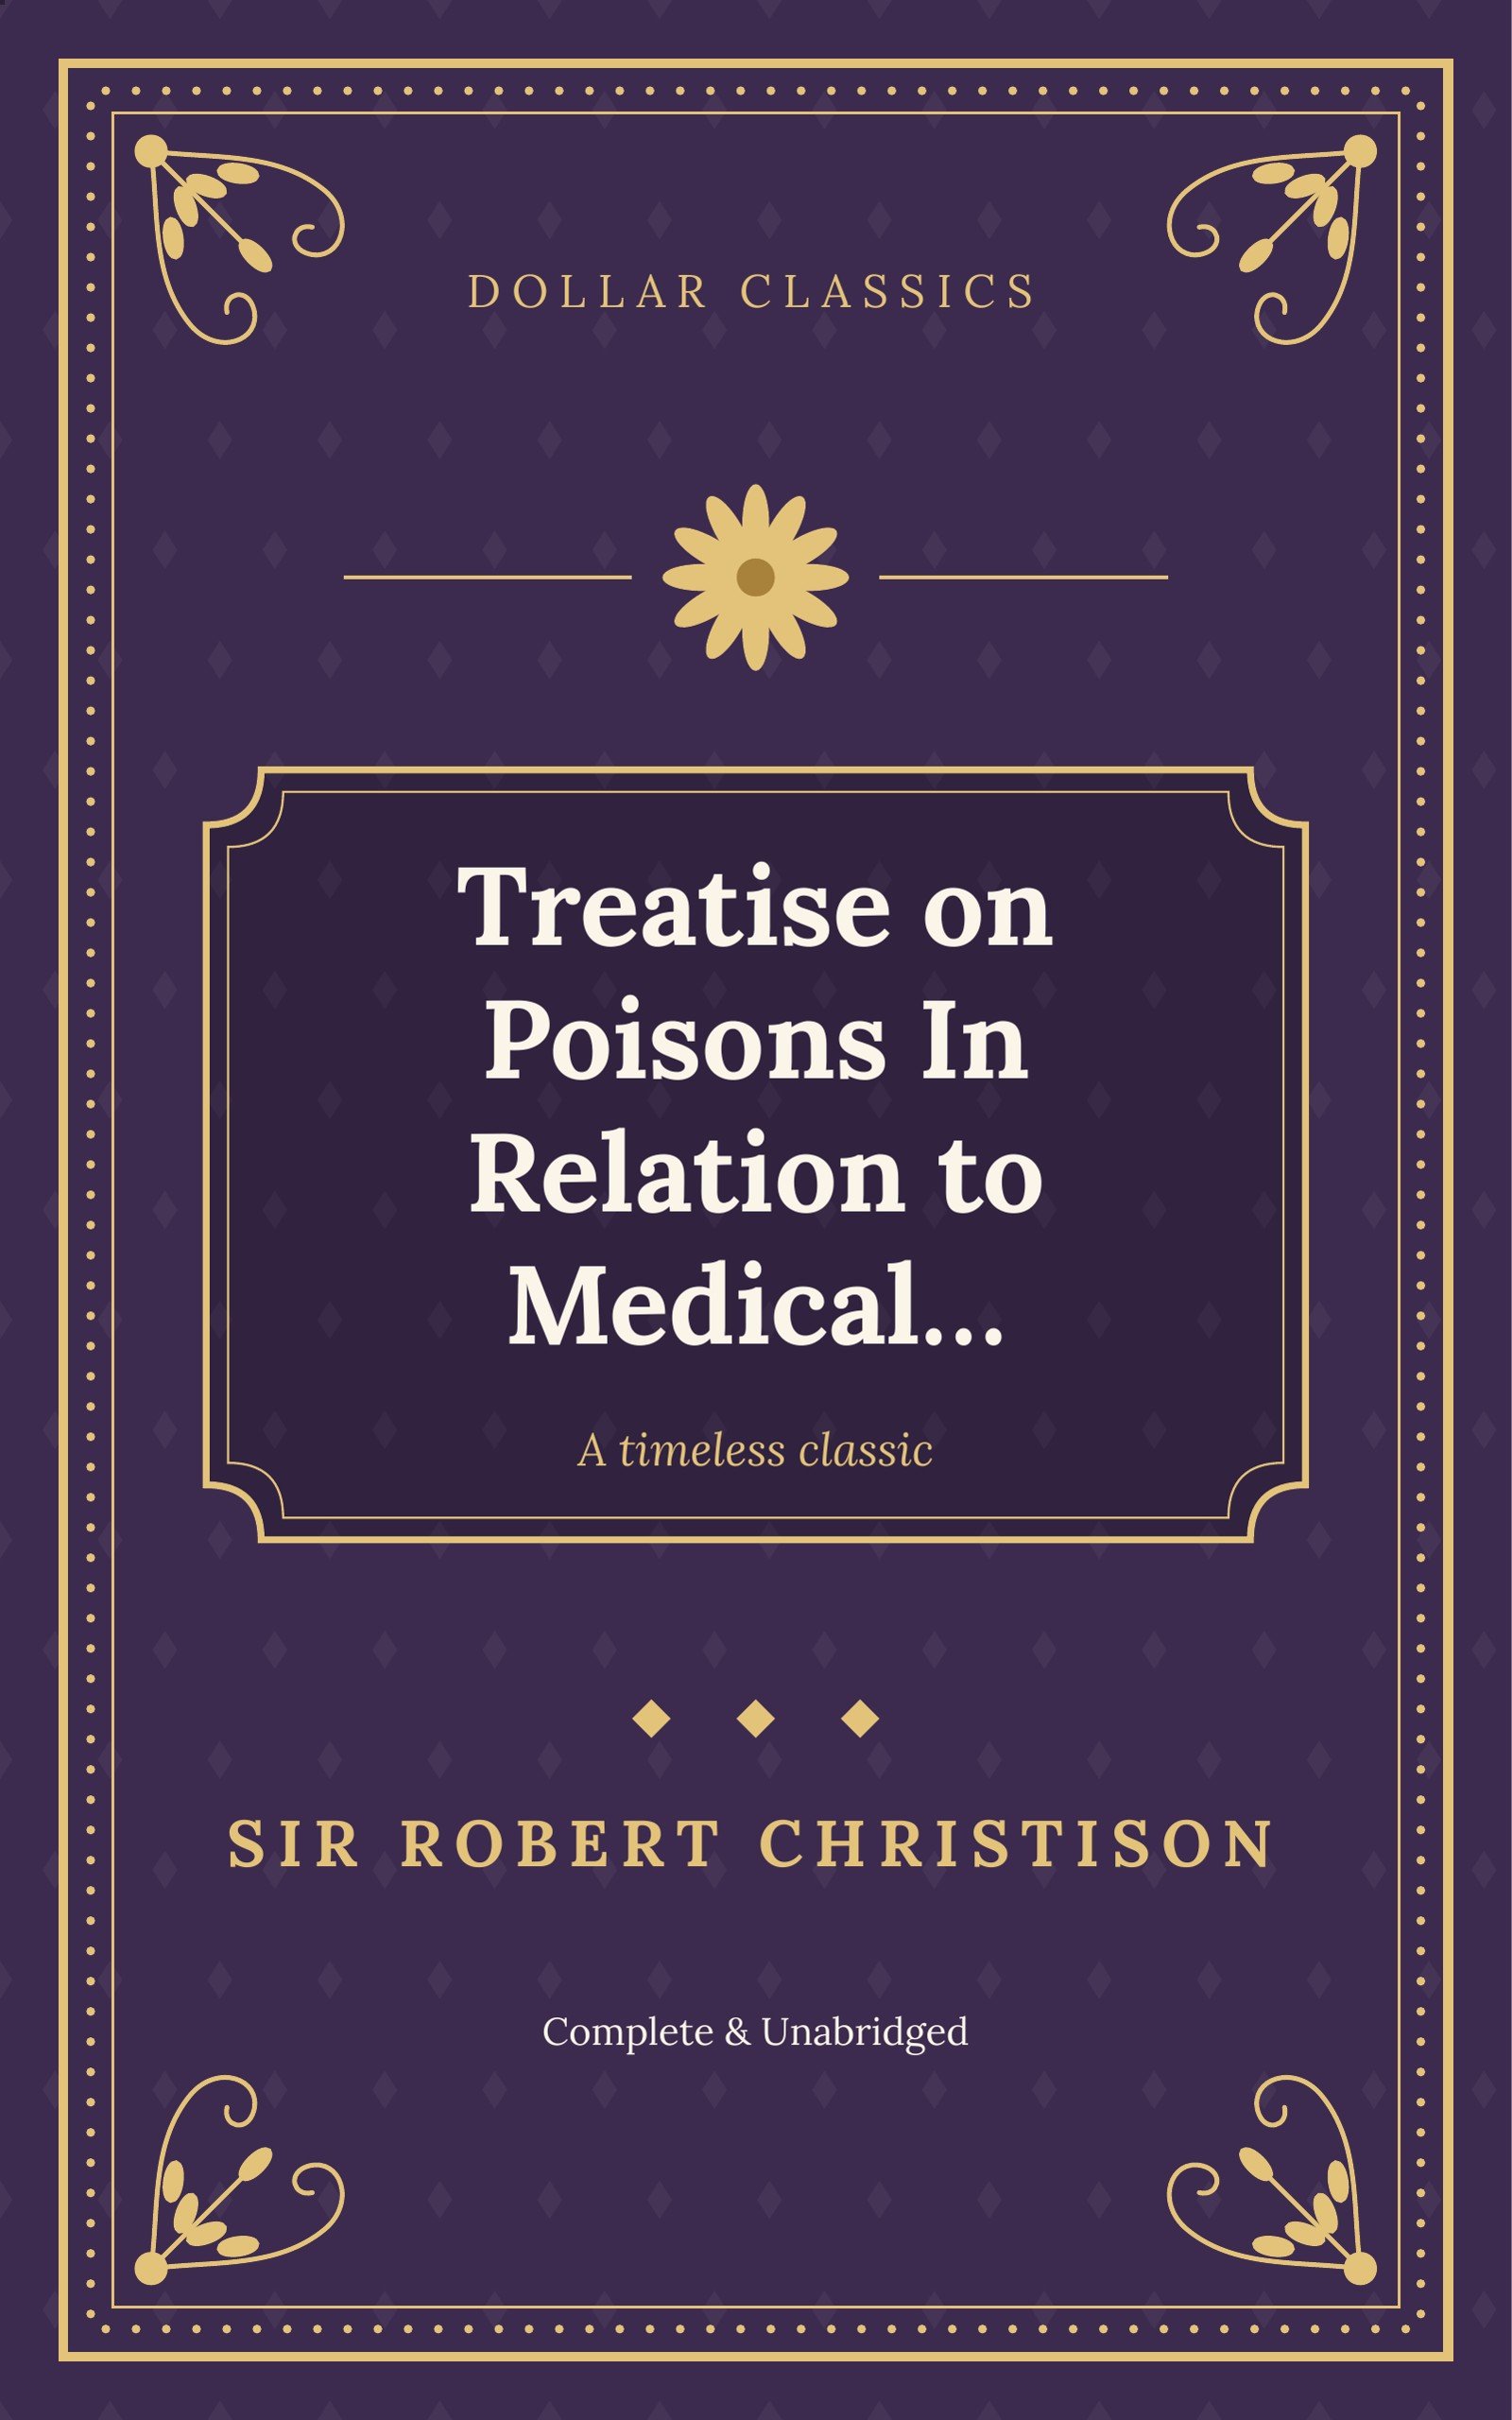 DOLLAR CLASSICS
Treatise on
Poisons In
Relation to
Medical...
A timeless classic
SIR ROBERT CHRISTISON
Complete & Unabridged